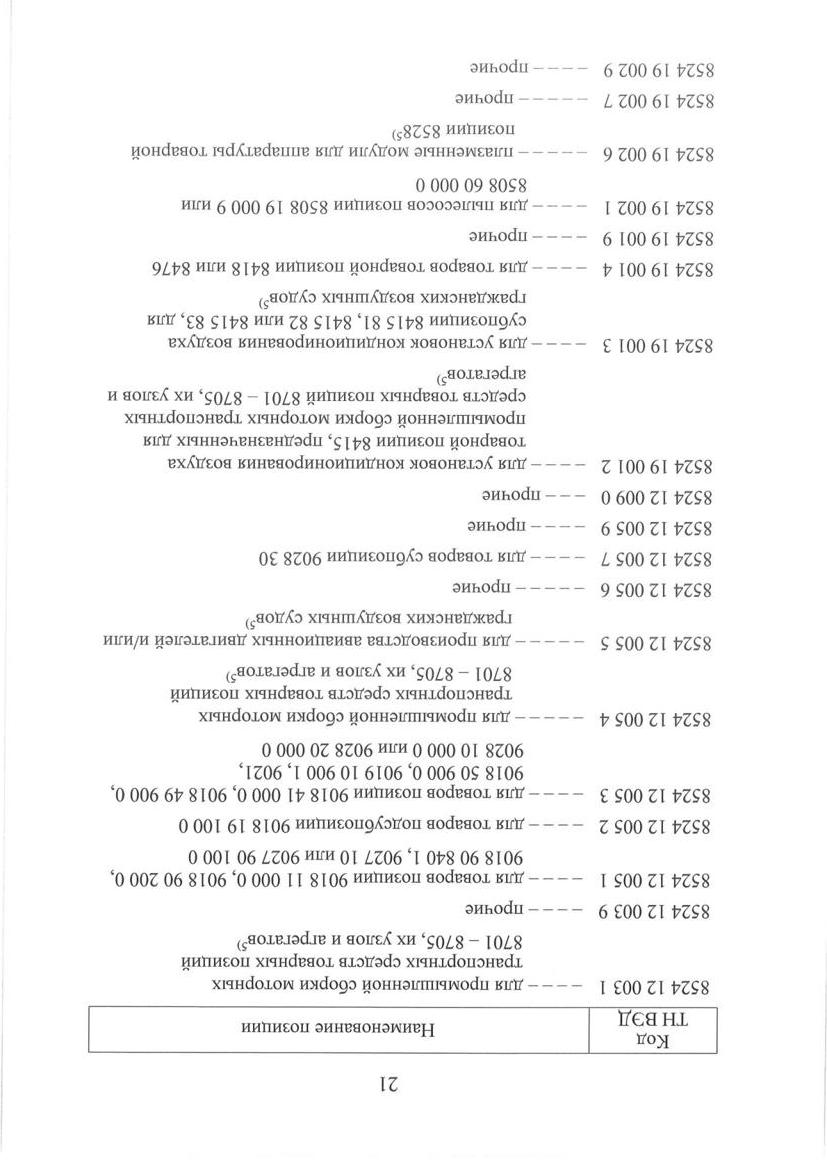 21
Код
ТН ВЭД
Наименование позиции
8524 12 003 1 – – – – для промышленной сборки моторных
транспортных средств товарных позиций
8701 – 8705, их узлов и агрегатов⁵⁾
8524 12 003 9 – – – – прочие
8524 12 005 1 – – – – для товаров позиции 9018 11 000 0, 9018 90 200 0,
9018 90 840 1, 9027 10 или 9027 90 100 0
8524 12 005 2 – – – – для товаров подсубпозиции 9018 19 100 0
8524 12 005 3 – – – – для товаров позиции 9018 41 000 0, 9018 49 900 0,
9018 50 900 0, 9019 10 900 1, 9021,
9028 10 000 0 или 9028 20 000 0
8524 12 005 4 – – – – – для промышленной сборки моторных
транспортных средств товарных позиций
8701 – 8705, их узлов и агрегатов⁵⁾
8524 12 005 5 – – – – – для производства авиационных двигателей и/или
гражданских воздушных судов⁵⁾
8524 12 005 6 – – – – – прочие
8524 12 005 7 – – – – для товаров субпозиции 9028 30
8524 12 005 9 – – – – прочие
8524 12 009 0 – – – прочие
8524 19 001 2 – – – – для установок кондиционирования воздуха
товарной позиции 8415, предназначенных для
промышленной сборки моторных транспортных
средств товарных позиций 8701 – 8705, их узлов и
агрегатов⁵⁾
8524 19 001 3 – – – – для установок кондиционирования воздуха
субпозиции 8415 81, 8415 82 или 8415 83, для
гражданских воздушных судов⁵⁾
8524 19 001 4 – – – – для товаров товарной позиции 8418 или 8476
8524 19 001 9 – – – – прочие
8524 19 002 1 – – – – для пылесосов позиции 8508 19 000 9 или
8508 60 000 0
8524 19 002 6 – – – – – плазменные модули для аппаратуры товарной
позиции 8528⁵⁾
8524 19 002 7 – – – – – прочие
8524 19 002 9 – – – – прочие